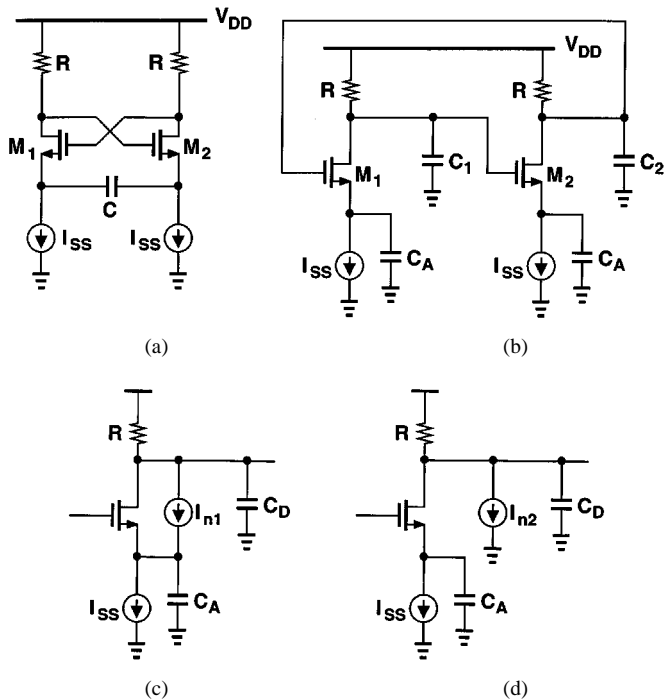 V_DD
R
R
M_1
M_2
C
I_SS
I_SS
(a)
V_DD
R
R
M_1
C_1
M_2
C_2
I_SS
C_A
I_SS
C_A
(b)
R
I_n1
C_D
I_SS
C_A
(c)
R
I_n2
C_D
I_SS
C_A
(d)